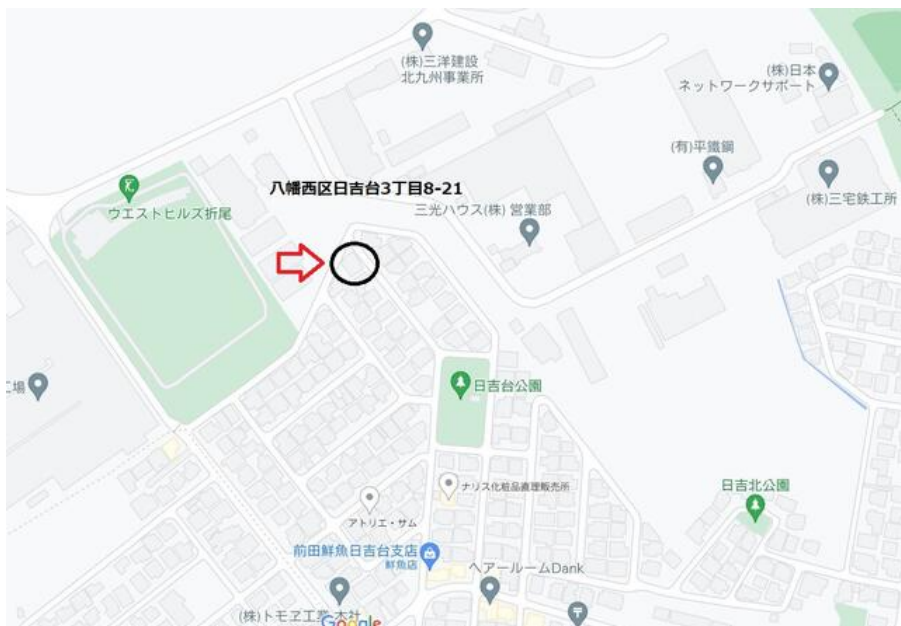 (株)三洋建設
北九州事業所
(株)日本
ネットワークサポート
(有)平鐵鋼
(株)三宅鉄工所
八幡西区日吉台3丁目8-21
三光ハウス(株) 営業部
ウエストヒルズ折尾
工場
日吉台公園
日吉北公園
ナリス化粧品直理販売所
アトリエ・サム
前田鮮魚日吉台支店
鮮魚店
ヘアールームDank
(株)トモヱ工業 本社
Google